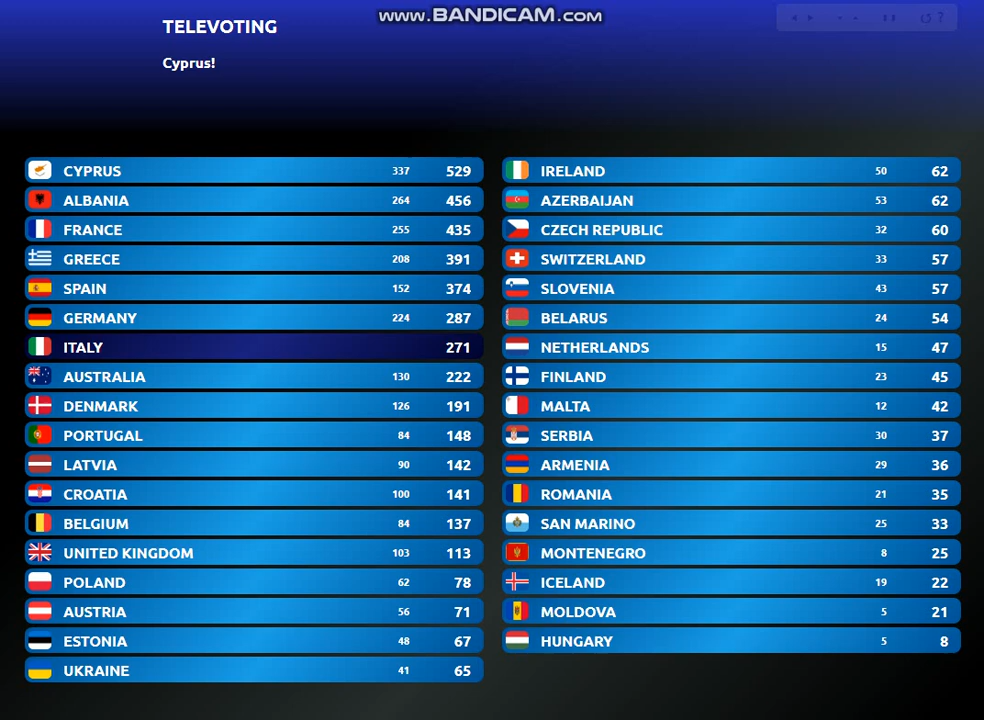 www.BANDICAM.com
TELEVOTING
Cyprus!
CYPRUS 337 529
ALBANIA 264 456
FRANCE 255 435
GREECE 208 391
SPAIN 152 374
GERMANY 224 287
ITALY 271
AUSTRALIA 130 222
DENMARK 126 191
PORTUGAL 84 148
LATVIA 90 142
CROATIA 100 141
BELGIUM 84 137
UNITED KINGDOM 103 113
POLAND 62 78
AUSTRIA 56 71
ESTONIA 48 67
UKRAINE 41 65
IRELAND 50 62
AZERBAIJAN 53 62
CZECH REPUBLIC 32 60
SWITZERLAND 33 57
SLOVENIA 43 57
BELARUS 24 54
NETHERLANDS 15 47
FINLAND 23 45
MALTA 12 42
SERBIA 30 37
ARMENIA 29 36
ROMANIA 21 35
SAN MARINO 25 33
MONTENEGRO 8 25
ICELAND 19 22
MOLDOVA 5 21
HUNGARY 5 8